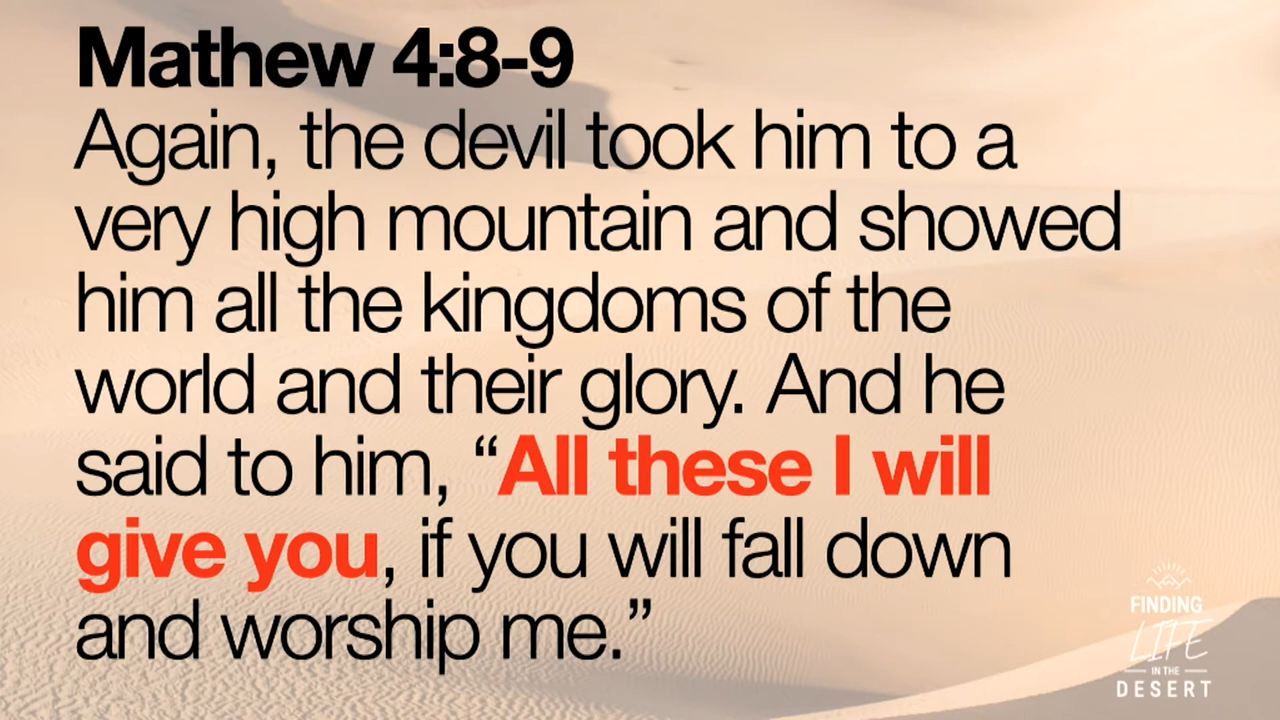 Mathew 4:8-9
Again, the devil took him to a
very high mountain and showed
him all the kingdoms of the
world and their glory. And he
said to him, “All these I will
give you, if you will fall down
and worship me.”
FINDING
LIFE
IN THE
DESERT